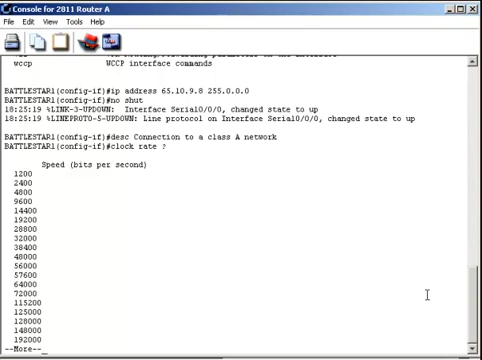 Console for 2811 Router A
File Edit View Tools Help
wccp WCCP interface commands
BATTLESTAR1(config-if)#ip address 65.10.9.8 255.0.0.0
BATTLESTAR1(config-if)#no shut
18:25:19 %LINK-3-UPDOWN: Interface Serial0/0/0, changed state to up
18:25:19 %LINEPROTO-5-UPDOWN: Line protocol on Interface Serial0/0/0, changed state to up
BATTLESTAR1(config-if)#desc Connection to a class A network
BATTLESTAR1(config-if)#clock rate ?
Speed (bits per second)
1200
2400
4800
9600
14400
19200
28800
32000
38400
48000
56000
57600
64000
72000
115200
125000
128000
148000
192000
--More--